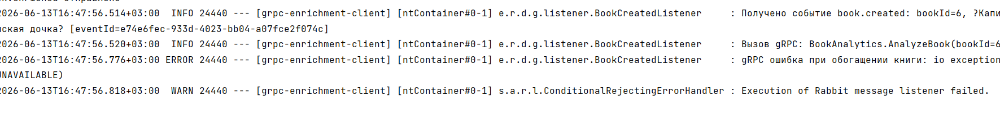 2026-06-13T16:47:56.514+03:00  INFO 24440 --- [grpc-enrichment-client] [ntContainer#0-1] e.r.d.g.listener.BookCreatedListener     : Получено событие book.created: bookId=6, ?Капи
нская дочка? [eventId=e74e6fec-933d-4023-bb04-a07fce2f074c]
2026-06-13T16:47:56.520+03:00  INFO 24440 --- [grpc-enrichment-client] [ntContainer#0-1] e.r.d.g.listener.BookCreatedListener     : Вызов gRPC: BookAnalytics.AnalyzeBook(bookId=6
2026-06-13T16:47:56.776+03:00 ERROR 24440 --- [grpc-enrichment-client] [ntContainer#0-1] e.r.d.g.listener.BookCreatedListener     : gRPC ошибка при обогащении книги: io exception
UNAVAILABLE)
2026-06-13T16:47:56.818+03:00  WARN 24440 --- [grpc-enrichment-client] [ntContainer#0-1] s.a.r.l.ConditionalRejectingErrorHandler : Execution of Rabbit message listener failed.